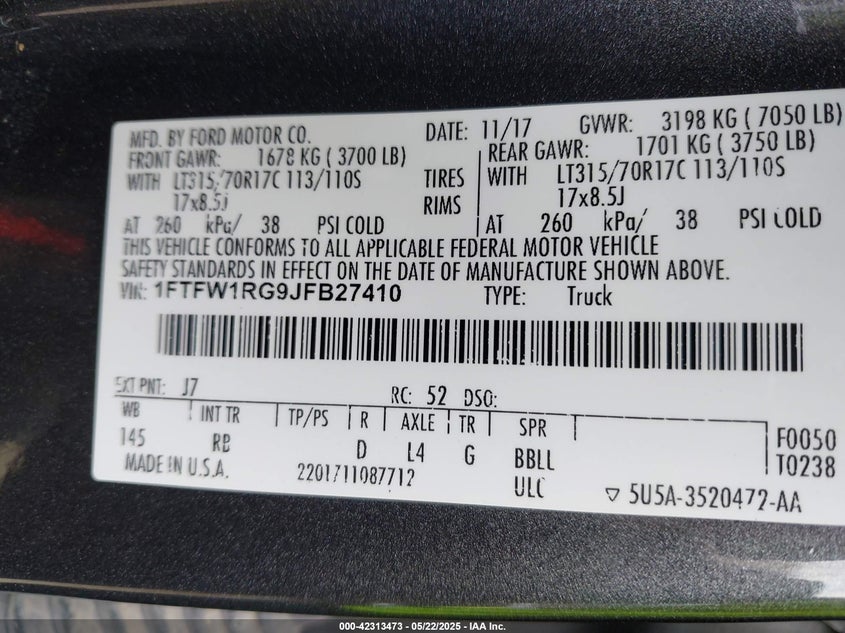 MFD. BY FORD MOTOR CO. DATE: 11/17 GVWR: 3198 KG ( 7050 LB)
FRONT GAWR: 1678 KG ( 3700 LB) REAR GAWR: 1701 KG ( 3750 LB)
WITH LT315/70R17C 113/110S TIRES WITH LT315/70R17C 113/110S
17x8.5J RIMS 17x8.5J
AT 260 kPa/ 38 PSI COLD AT 260 kPa/ 38 PSI COLD
THIS VEHICLE CONFORMS TO ALL APPLICABLE FEDERAL MOTOR VEHICLE
SAFETY STANDARDS IN EFFECT ON THE DATE OF MANUFACTURE SHOWN ABOVE.
VIN: 1FTFW1RG9JFB27410 TYPE: Truck
EXT PNT: J7 RC: 52 DSO:
WB INT TR TP/PS R AXLE TR SPR F0050
145 RB D L4 G BBLL T0238
MADE IN U.S.A. 2201711087712 ULC 5U5A-3520472-AA
000-42313473 - 05/22/2025 - IAA Inc.